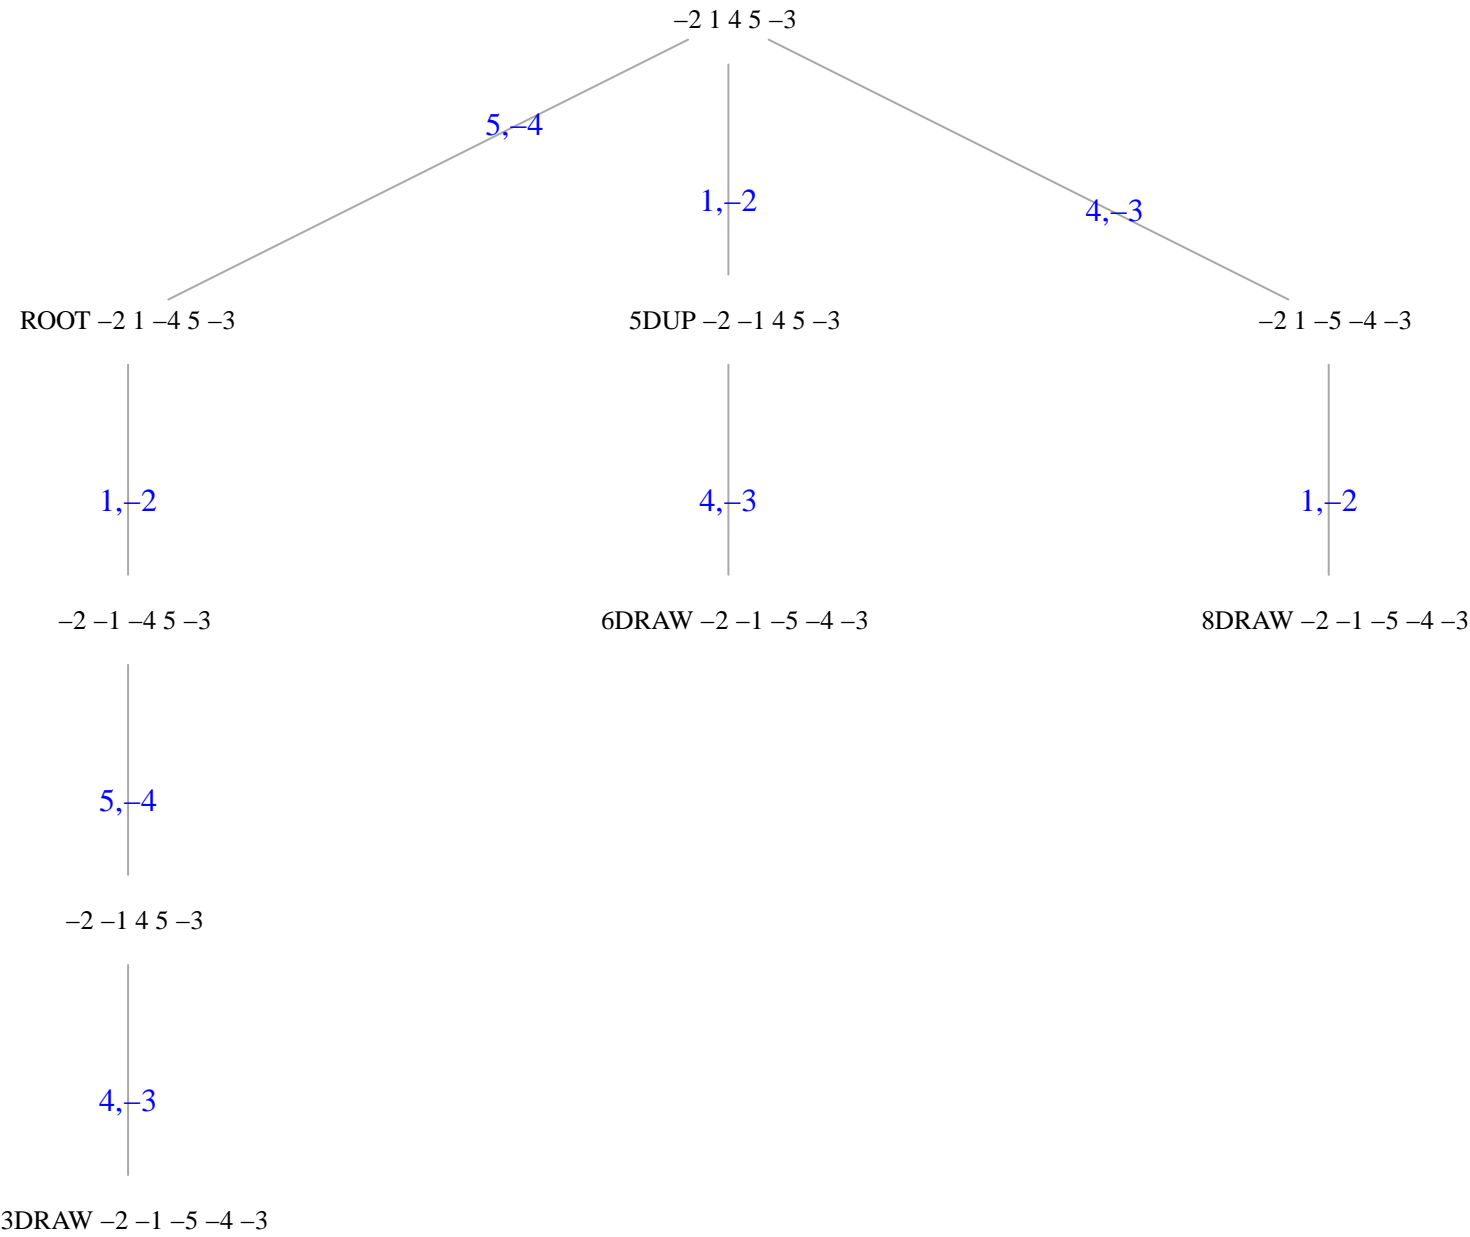 –2 1 4 5 –3
5,–4
1,–2
4,–3
ROOT –2 1 –4 5 –3
5DUP –2 –1 4 5 –3
–2 1 –5 –4 –3
1,–2
4,–3
1,–2
–2 –1 –4 5 –3
6DRAW –2 –1 –5 –4 –3
8DRAW –2 –1 –5 –4 –3
5,–4
–2 –1 4 5 –3
4,–3
3DRAW –2 –1 –5 –4 –3